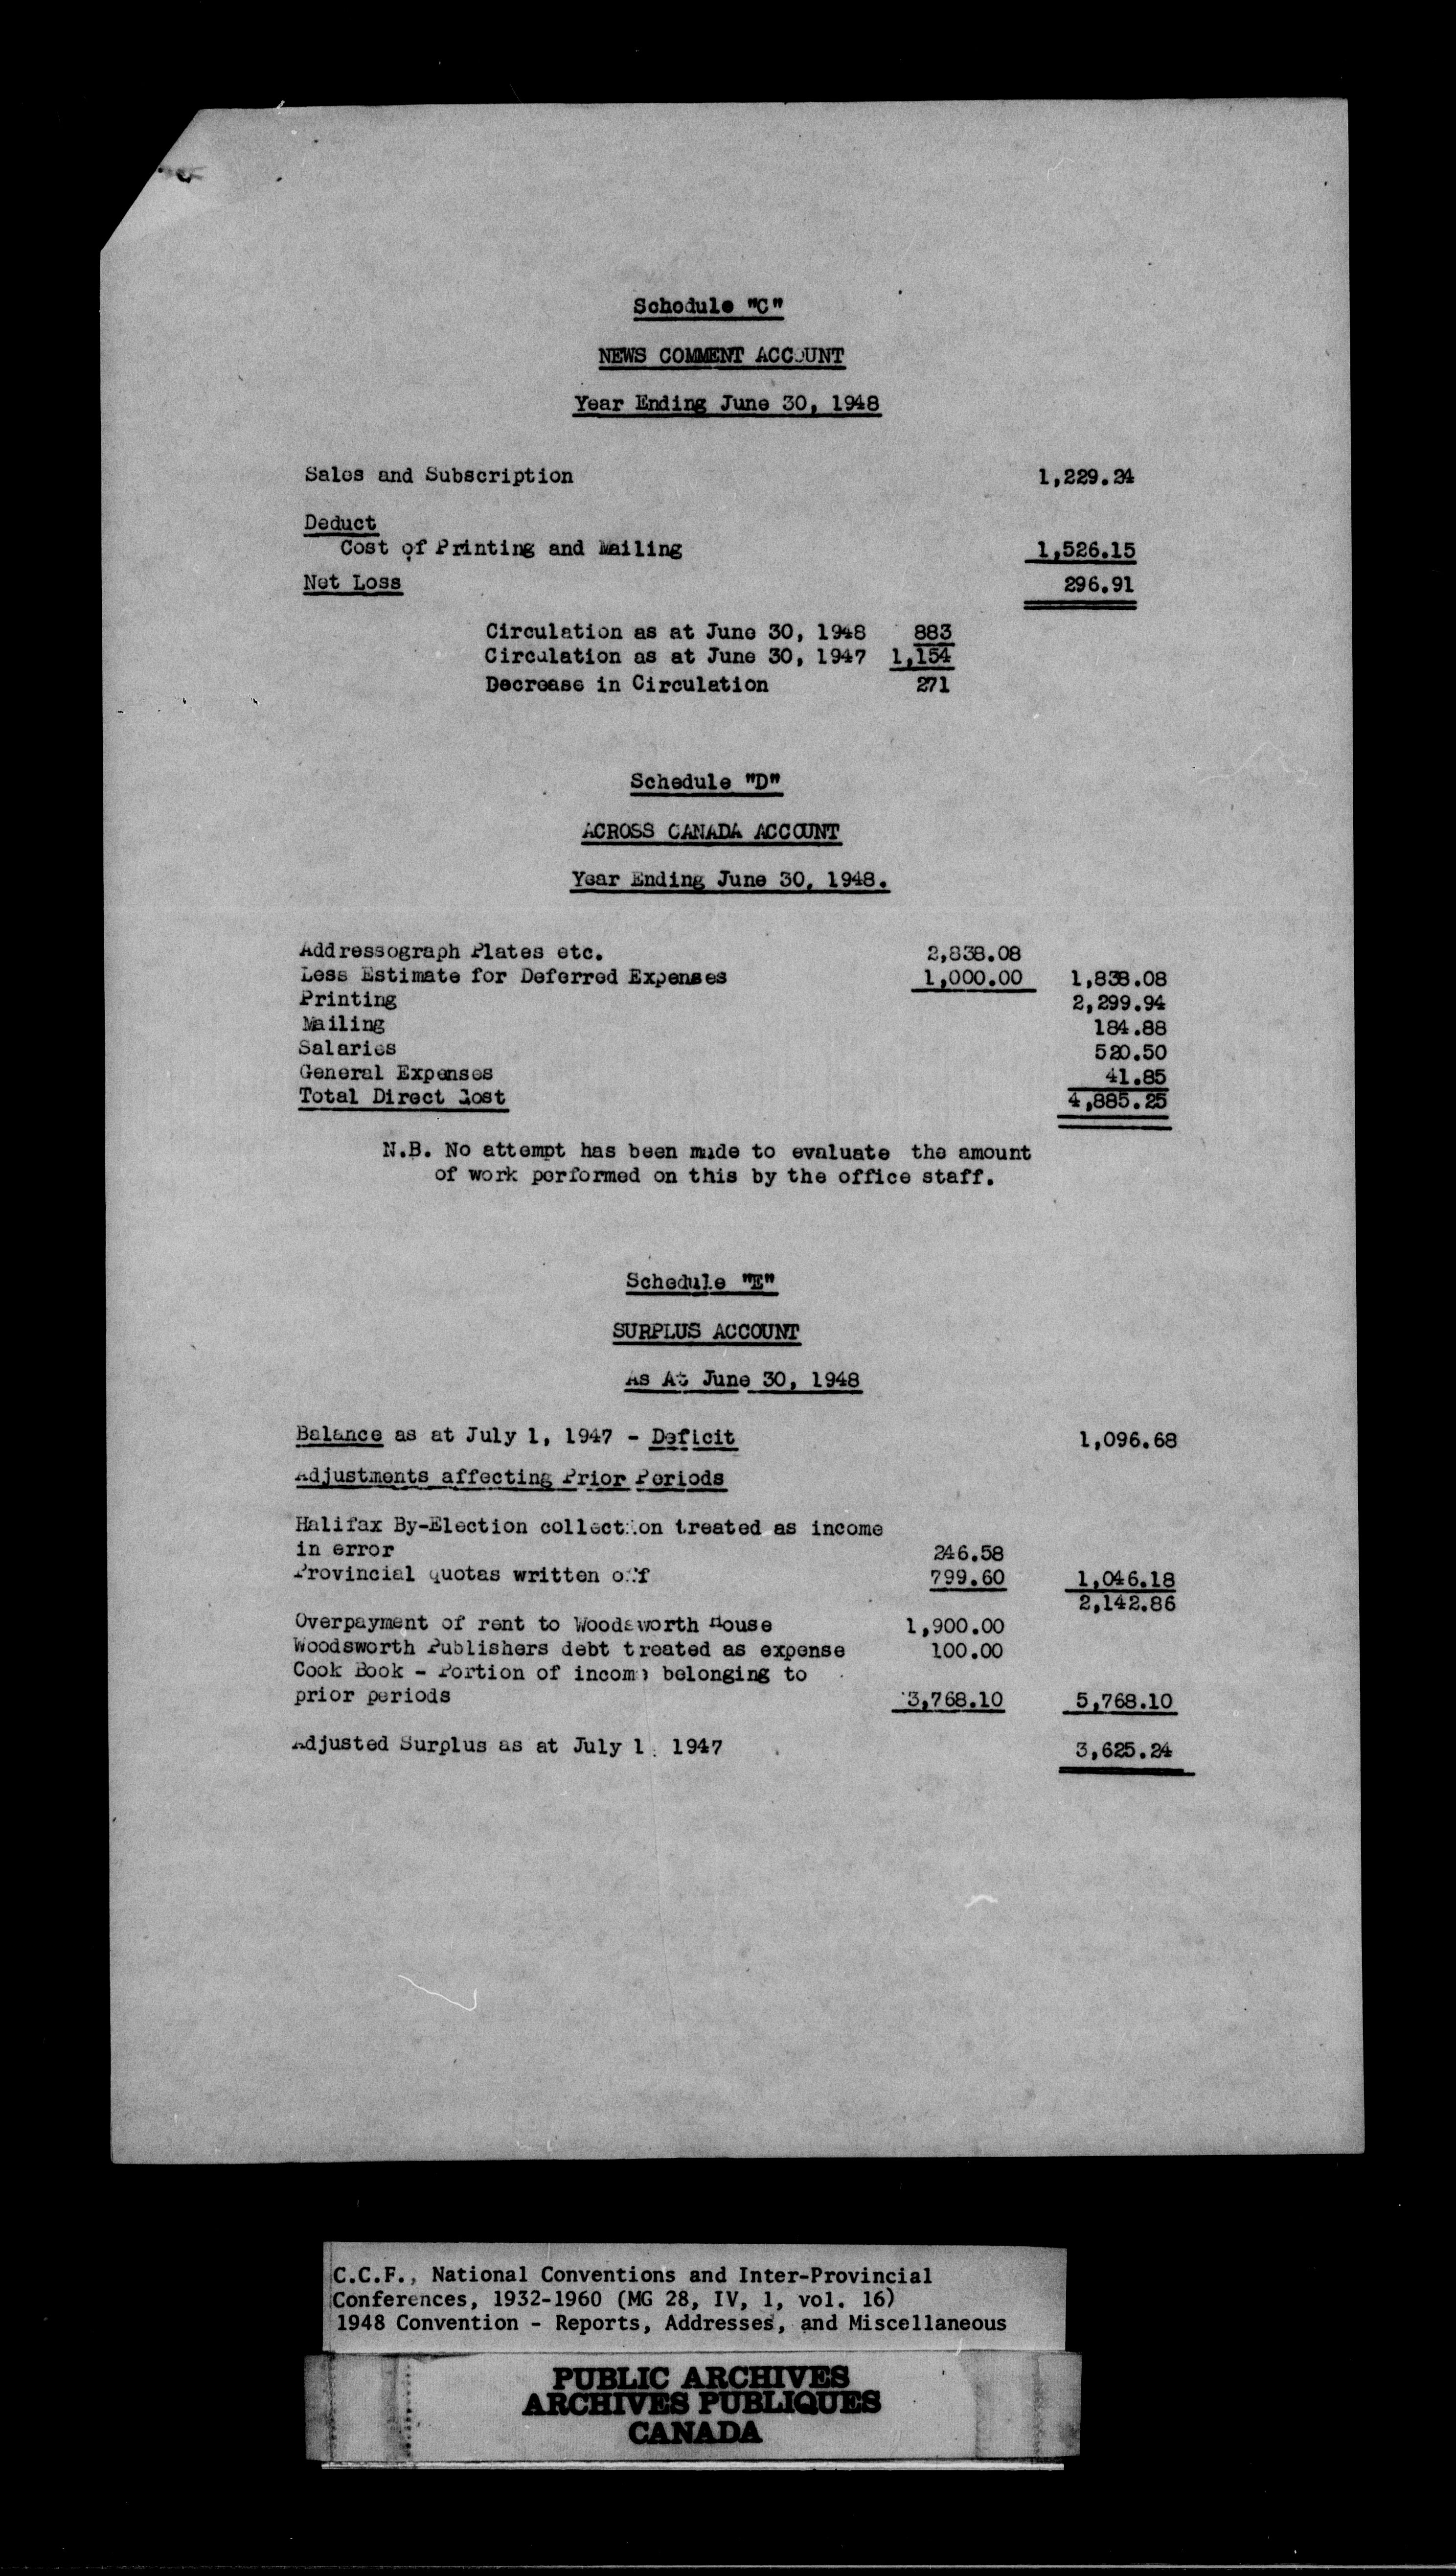 Schedule "C"
NEWS COMMENT ACCOUNT
Year Ending June 30, 1948
Sales and Subscription 1,229.24
Deduct
Cost of Printing and Mailing 1,526.15
Net Loss 296.91
Circulation as at June 30, 1948 883
Circulation as at June 30, 1947 1,154
Decrease in Circulation 271
Schedule "D"
ACROSS CANADA ACCOUNT
Year Ending June 30, 1948.
Addressograph Plates etc. 2,838.08
Less Estimate for Deferred Expenses 1,000.00 1,838.08
Printing 2,299.94
Mailing 184.88
Salaries 520.50
General Expenses 41.85
Total Direct Cost 4,885.25
N.B. No attempt has been made to evaluate the amount
of work performed on this by the office staff.
Schedule "E"
SURPLUS ACCOUNT
As At June 30, 1948
Balance as at July 1, 1947 - Deficit 1,096.68
Adjustments affecting Prior Periods
Halifax By-Election collection treated as income
in error 246.58
Provincial quotas written off 799.60 1,046.18
2,142.86
Overpayment of rent to Woodsworth House 1,900.00
Woodsworth Publishers debt treated as expense 100.00
Cook Book - Portion of income belonging to
prior periods 3,768.10 5,768.10
Adjusted Surplus as at July 1, 1947 3,625.24
C.C.F., National Conventions and Inter-Provincial
Conferences, 1932-1960 (MG 28, IV, 1, vol. 16)
1948 Convention - Reports, Addresses, and Miscellaneous
PUBLIC ARCHIVES
ARCHIVES PUBLIQUES
CANADA